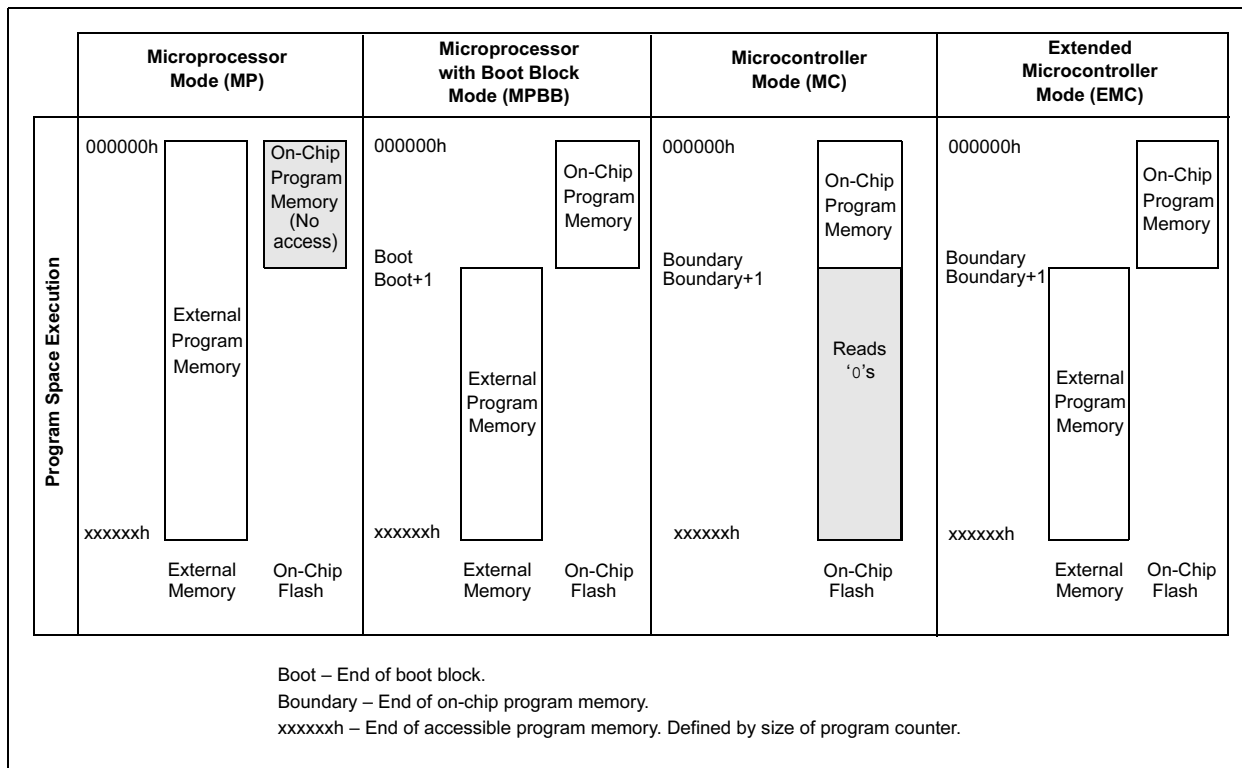 Microprocessor
Mode (MP)
Microprocessor
with Boot Block
Mode (MPBB)
Microcontroller
Mode (MC)
Extended
Microcontroller
Mode (EMC)
Program Space Execution
000000h
External
Program
Memory
On-Chip
Program
Memory
(No
access)
xxxxxxh
External
Memory
On-Chip
Flash
000000h
On-Chip
Program
Memory
Boot
Boot+1
External
Program
Memory
xxxxxxh
External
Memory
On-Chip
Flash
000000h
On-Chip
Program
Memory
Boundary
Boundary+1
Reads
‘0’s
xxxxxxh
On-Chip
Flash
000000h
On-Chip
Program
Memory
Boundary
Boundary+1
External
Program
Memory
xxxxxxh
External
Memory
On-Chip
Flash
Boot – End of boot block.
Boundary – End of on-chip program memory.
xxxxxxh – End of accessible program memory. Defined by size of program counter.